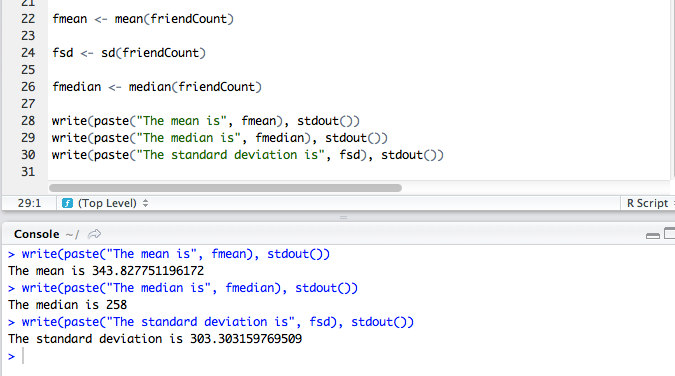 21
22 fmean <- mean(friendCount)
23
24 fsd <- sd(friendCount)
25
26 fmedian <- median(friendCount)
27
28 write(paste("The mean is", fmean), stdout())
29 write(paste("The median is", fmedian), stdout())
30 write(paste("The standard deviation is", fsd), stdout())
31
29:1 (Top Level) R Script
Console ~/
> write(paste("The mean is", fmean), stdout())
The mean is 343.827751196172
> write(paste("The median is", fmedian), stdout())
The median is 258
> write(paste("The standard deviation is", fsd), stdout())
The standard deviation is 303.303159769509
>